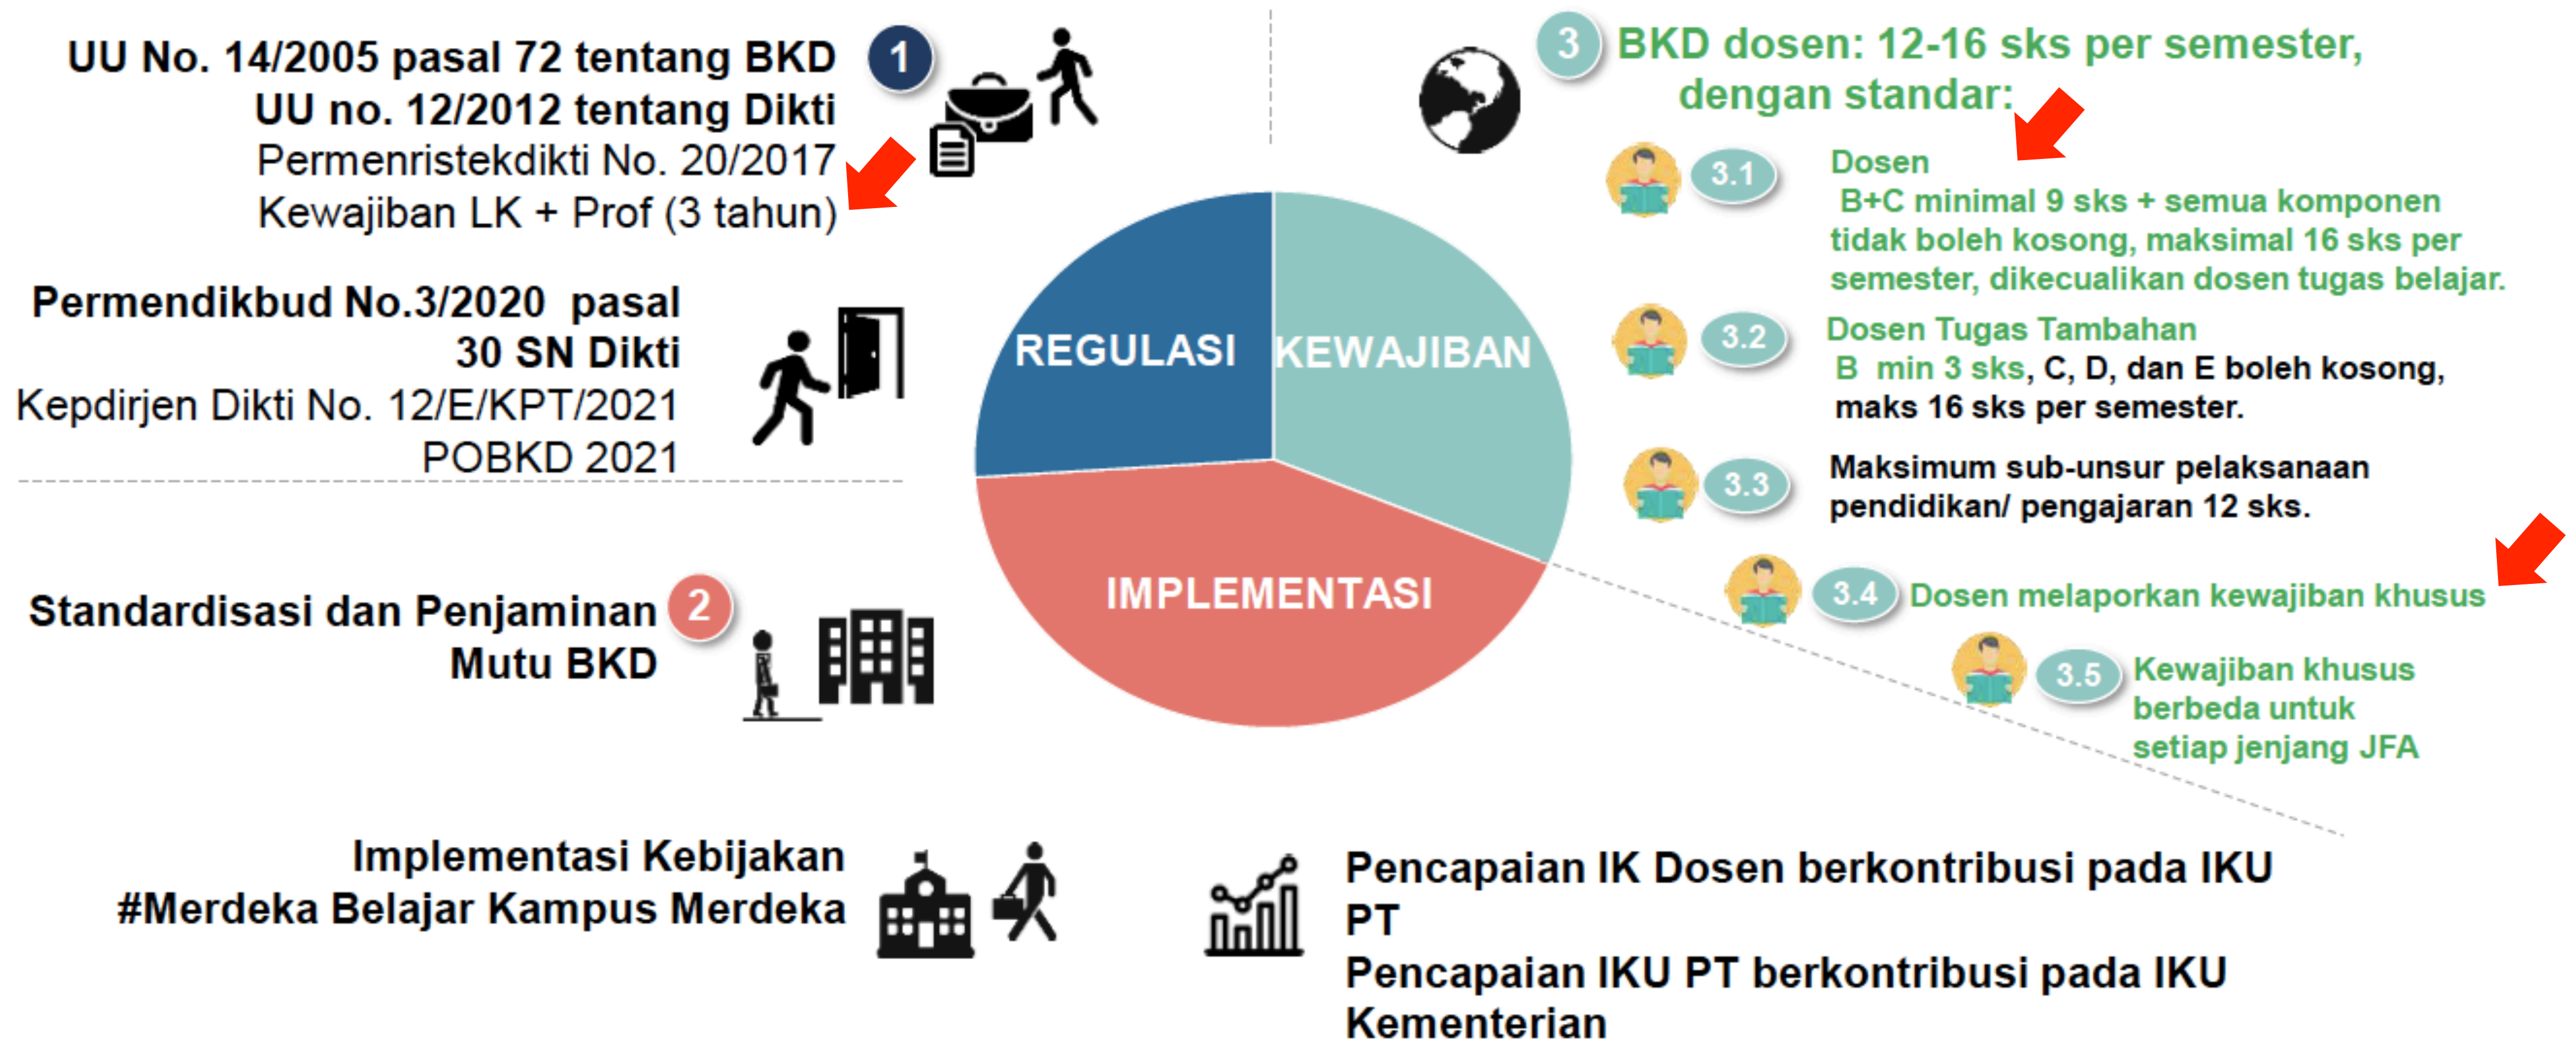 UU No. 14/2005 pasal 72 tentang BKD
UU no. 12/2012 tentang Dikti
Permenristekdikti No. 20/2017
Kewajiban LK + Prof (3 tahun)
1
Permendikbud No.3/2020 pasal
30 SN Dikti
Kepdirjen Dikti No. 12/E/KPT/2021
POBKD 2021
Standardisasi dan Penjaminan
Mutu BKD
2
Implementasi Kebijakan
#Merdeka Belajar Kampus Merdeka
REGULASI
KEWAJIBAN
IMPLEMENTASI
3
BKD dosen: 12-16 sks per semester,
dengan standar:
3.1
Dosen
B+C minimal 9 sks + semua komponen
tidak boleh kosong, maksimal 16 sks per
semester, dikecualikan dosen tugas belajar.
3.2
Dosen Tugas Tambahan
B min 3 sks, C, D, dan E boleh kosong,
maks 16 sks per semester.
3.3
Maksimum sub-unsur pelaksanaan
pendidikan/ pengajaran 12 sks.
3.4
Dosen melaporkan kewajiban khusus
3.5
Kewajiban khusus
berbeda untuk
setiap jenjang JFA
Pencapaian IK Dosen berkontribusi pada IKU
PT
Pencapaian IKU PT berkontribusi pada IKU
Kementerian